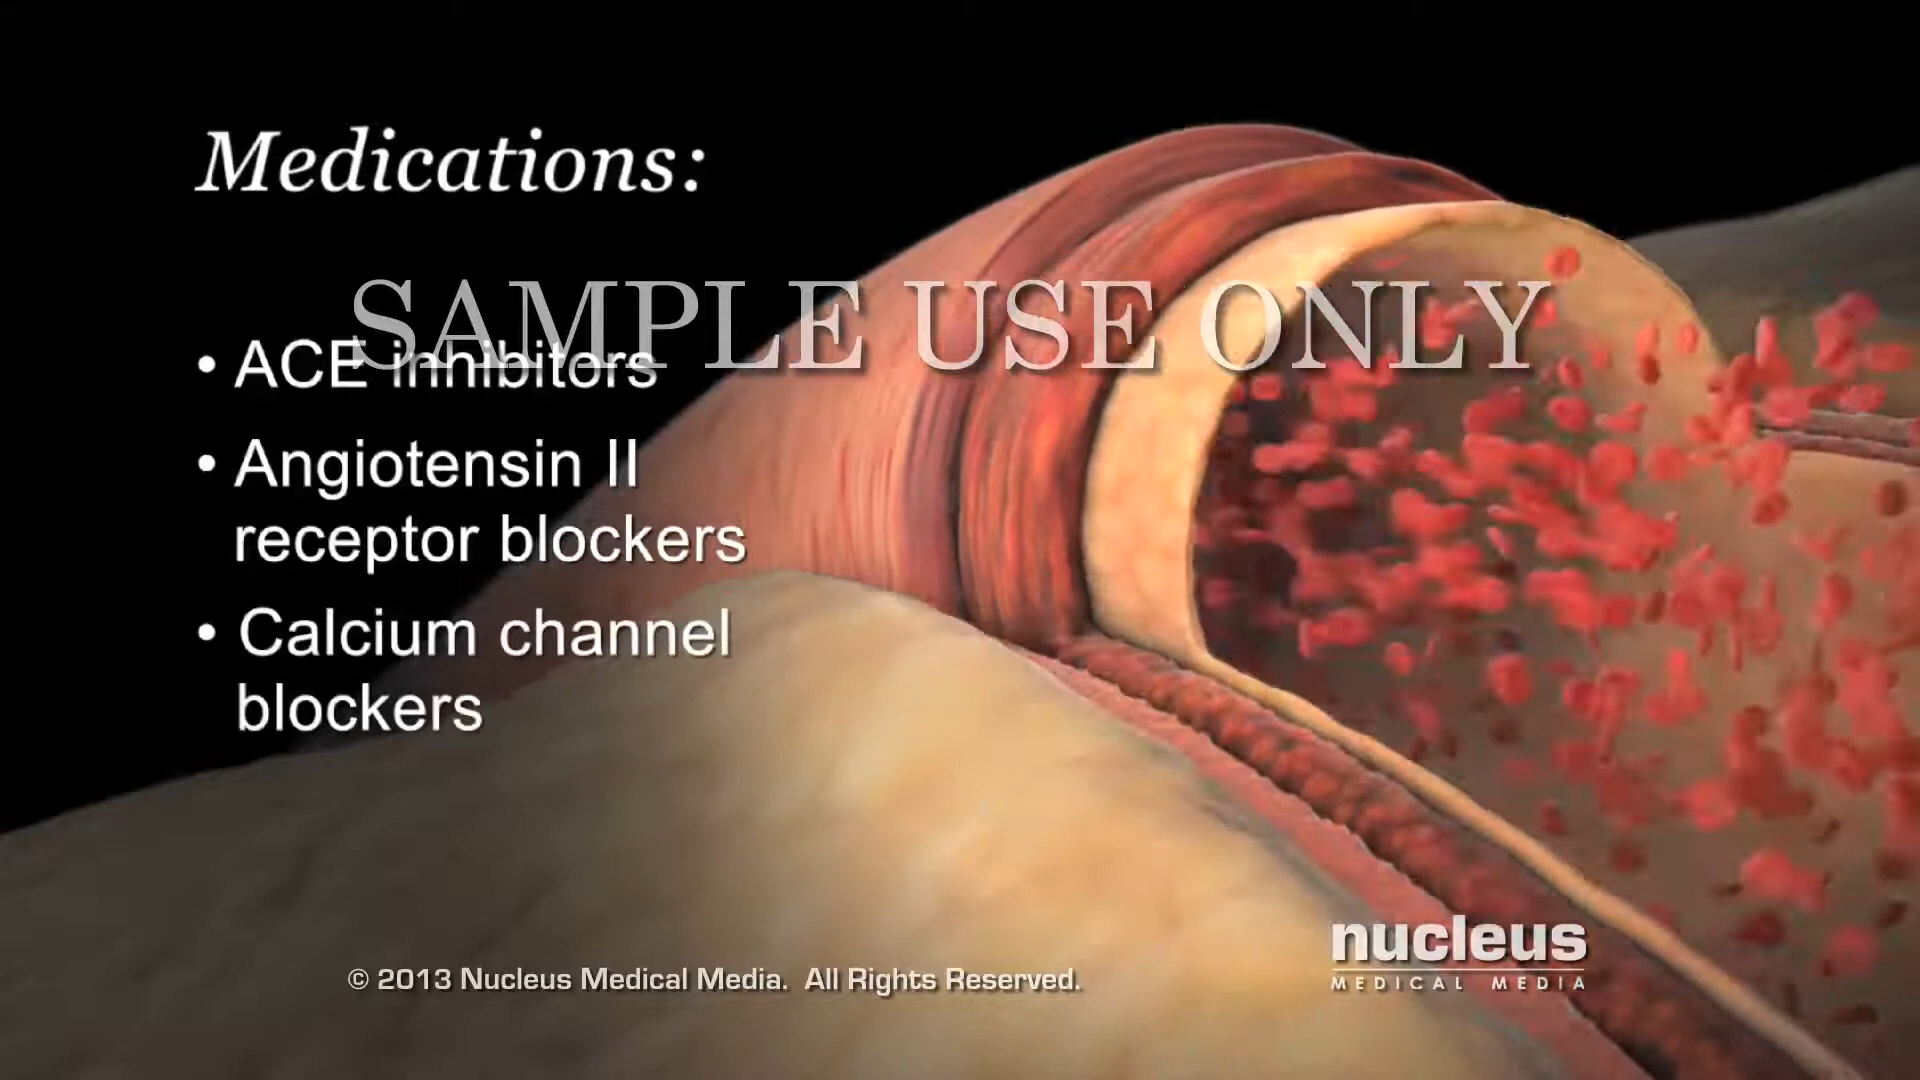 Medications:
SAMPLE USE ONLY
• ACE inhibitors
• Angiotensin II
receptor blockers
• Calcium channel
blockers
nucleus
MEDICAL MEDIA
© 2013 Nucleus Medical Media. All Rights Reserved.